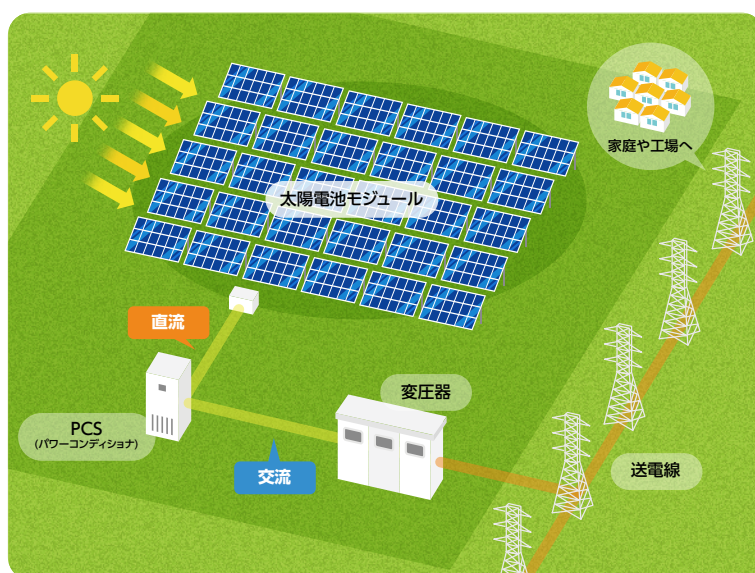 家庭や工場へ
太陽電池モジュール
直流
変圧器
PCS
(パワーコンディショナ)
交流
送電線